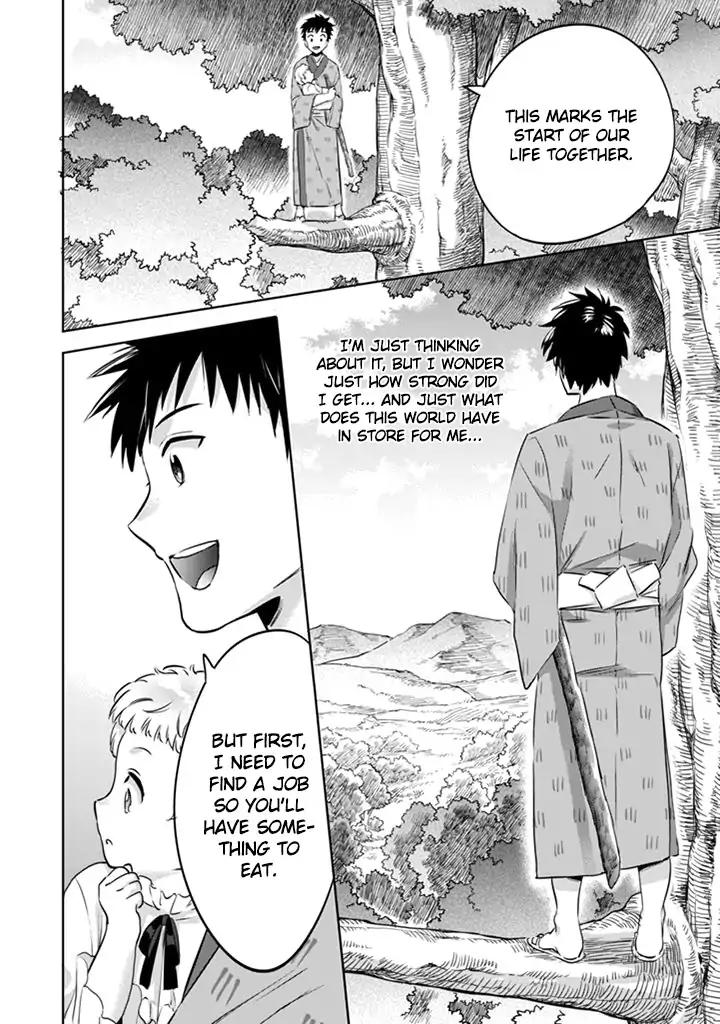 THIS MARKS THE
START OF OUR
LIFE TOGETHER.
I'M JUST THINKING
ABOUT IT, BUT I WONDER
JUST HOW STRONG DID
I GET... AND JUST WHAT
DOES THIS WORLD HAVE
IN STORE FOR ME...
BUT FIRST,
I NEED TO
FIND A JOB
SO YOU'LL
HAVE SOME-
THING TO
EAT.